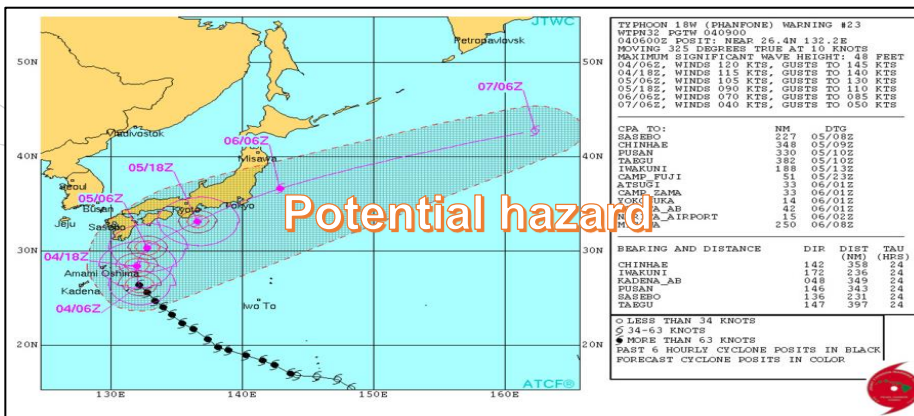 JTWC
Petropavlovsk
50N
07/06Z
Vladivostok
40N
06/06Z
Misawa
05/18Z
Seoul
05/06Z
Busan
Kyoto
Tokyo
Jeju
Sasebo
Potential hazard
30N
04/18Z
Amami Oshima
Kadena
04/06Z
Iwo To
20N
130E
140E
150E
160E
ATCF®
TYPHOON 18W (PHANFONE) WARNING #23
WTPN32 PGTW 040900
040600Z POSIT: NEAR 26.4N 132.2E
MOVING 325 DEGREES TRUE AT 10 KNOTS
MAXIMUM SIGNIFICANT WAVE HEIGHT: 48 FEET
04/06Z, WINDS 120 KTS, GUSTS TO 145 KTS
04/18Z, WINDS 115 KTS, GUSTS TO 140 KTS
05/06Z, WINDS 105 KTS, GUSTS TO 130 KTS
05/18Z, WINDS 090 KTS, GUSTS TO 110 KTS
06/06Z, WINDS 070 KTS, GUSTS TO 085 KTS
07/06Z, WINDS 040 KTS, GUSTS TO 050 KTS
CPA TO: NM DTG
SASEBO 227 05/08Z
CHINHAE 348 05/09Z
PUSAN 330 05/10Z
TAEGU 382 05/10Z
IWAKUNI 188 05/13Z
CAMP_FUJI 51 05/23Z
ATSUGI 33 06/01Z
CAMP_ZAMA 33 06/01Z
14 06/01Z
42 06/01Z
AIRPORT 15 06/02Z
250 06/08Z
BEARING AND DISTANCE DIR DIST TAU
(NM) (HRS)
CHINHAE 142 358 24
IWAKUNI 172 236 24
KADENA_AB 048 349 24
PUSAN 146 343 24
SASEBO 136 231 24
TAEGU 147 397 24
LESS THAN 34 KNOTS
34-63 KNOTS
MORE THAN 63 KNOTS
PAST 6 HOURLY CYCLONE POSITS IN BLACK
FORECAST CYCLONE POSITS IN COLOR